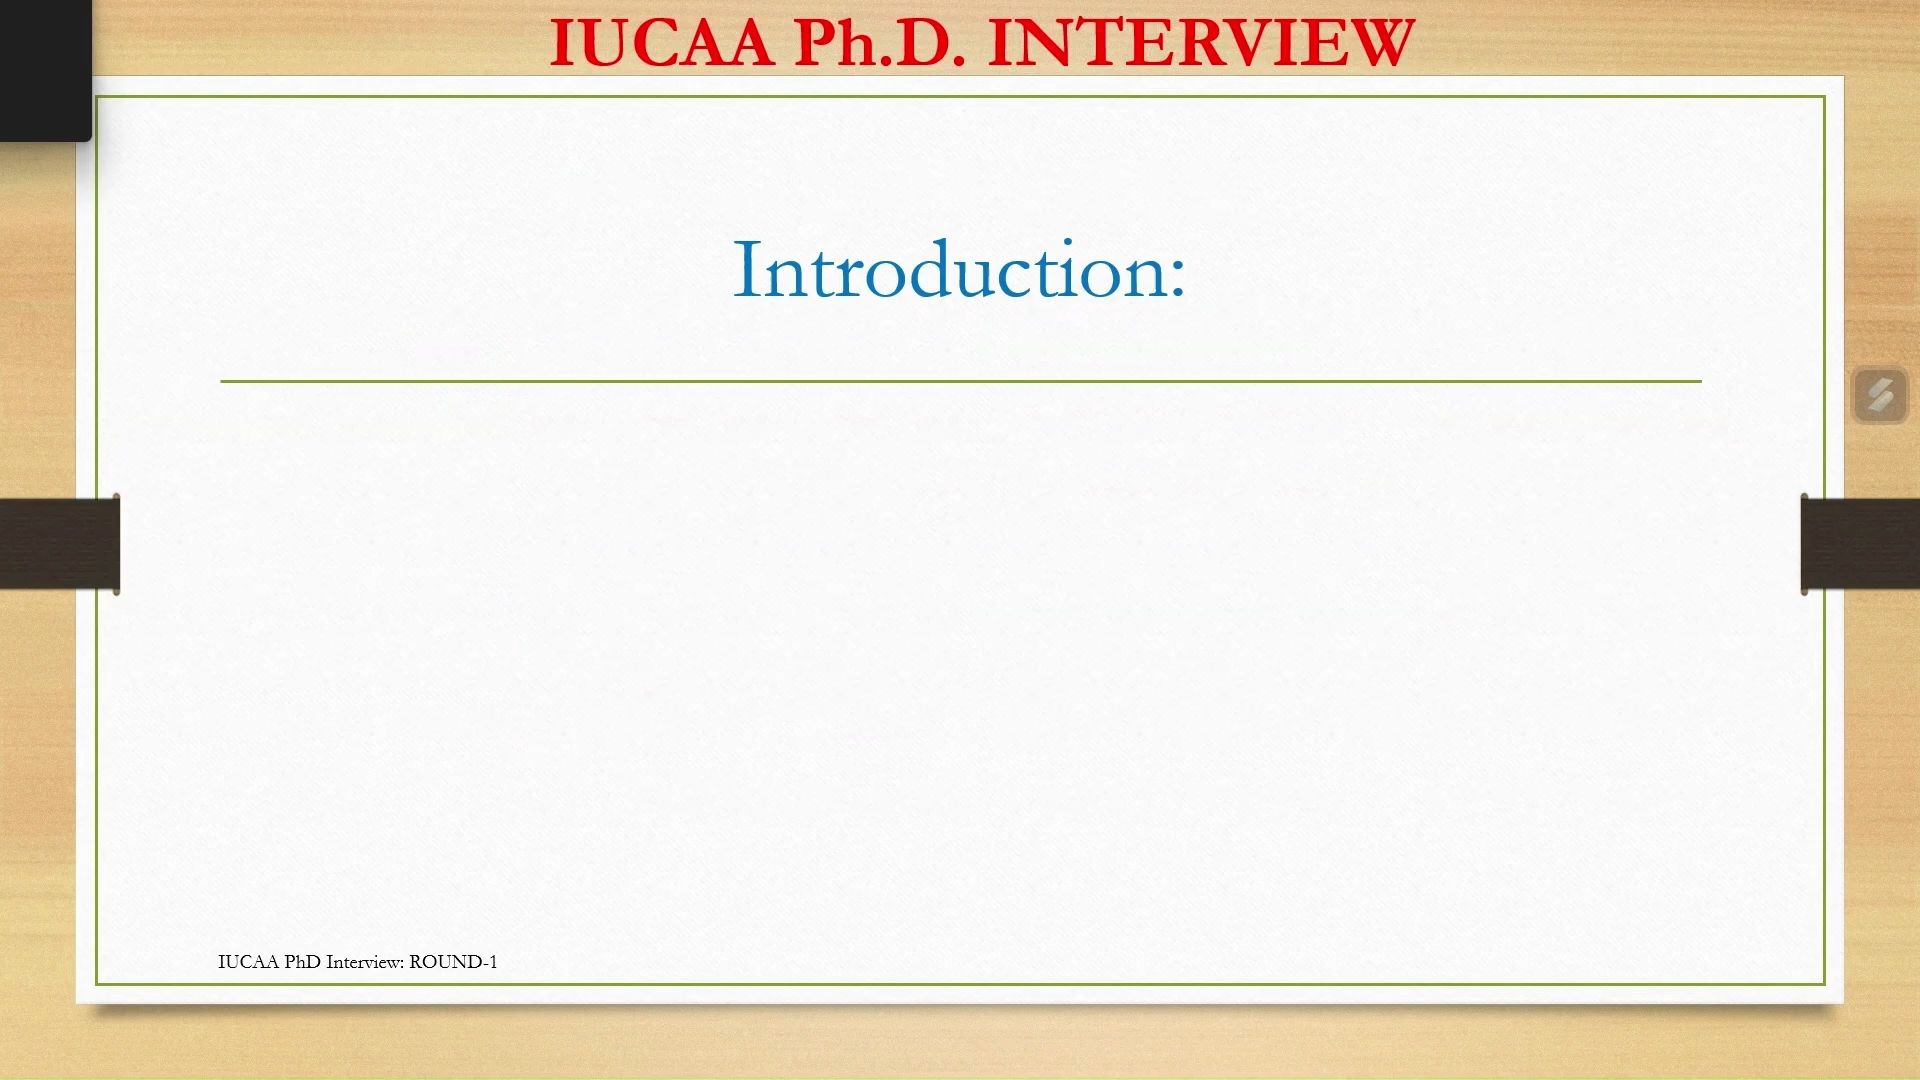 IUCAA Ph.D. INTERVIEW
Introduction:
IUCAA PhD Interview: ROUND-1